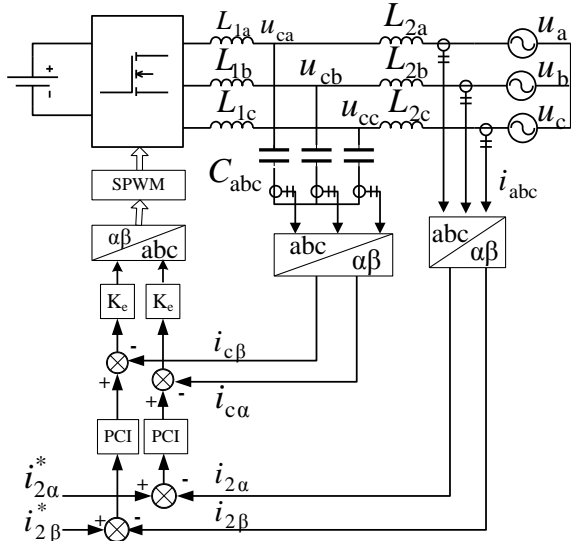 L1a uca L2a ua
L1b ucb L2b ub
L1c ucc L2c uc
+
-
Cabc
iabc
SPWM
αβ abc
abc αβ
abc αβ
Ke Ke
- icβ
+ - icα
+
PCI PCI
i*2α + - i2α
i*2β + - i2β